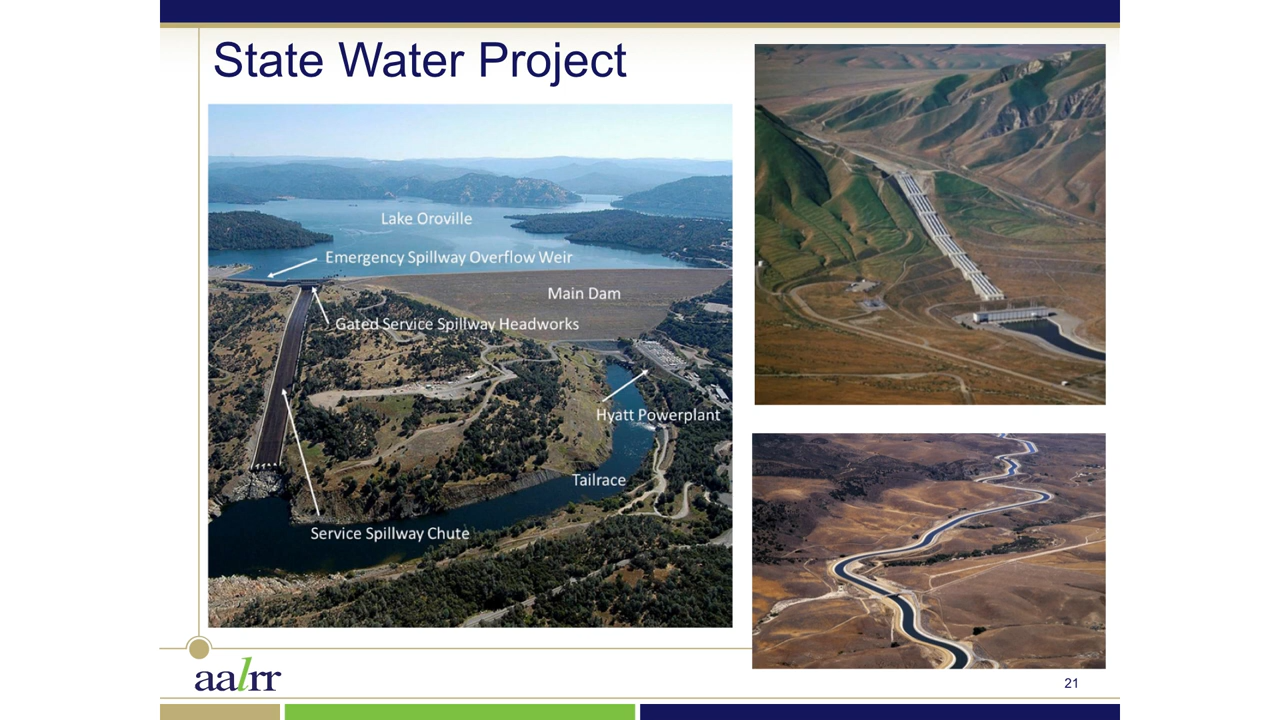 State Water Project
Lake Oroville
Emergency Spillway Overflow Weir
Main Dam
Gated Service Spillway Headworks
Hyatt Powerplant
Tailrace
Service Spillway Chute
aalrr
21